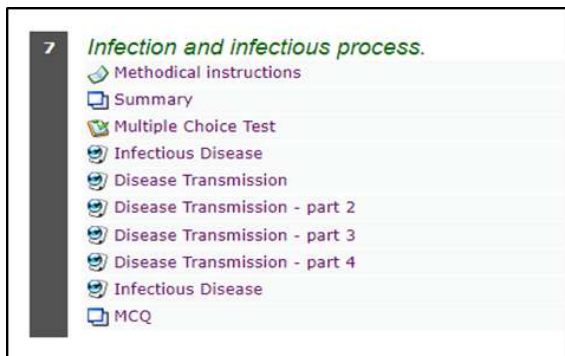 7 Infection and infectious process.
Methodical instructions
Summary
Multiple Choice Test
Infectious Disease
Disease Transmission
Disease Transmission - part 2
Disease Transmission - part 3
Disease Transmission - part 4
Infectious Disease
MCQ